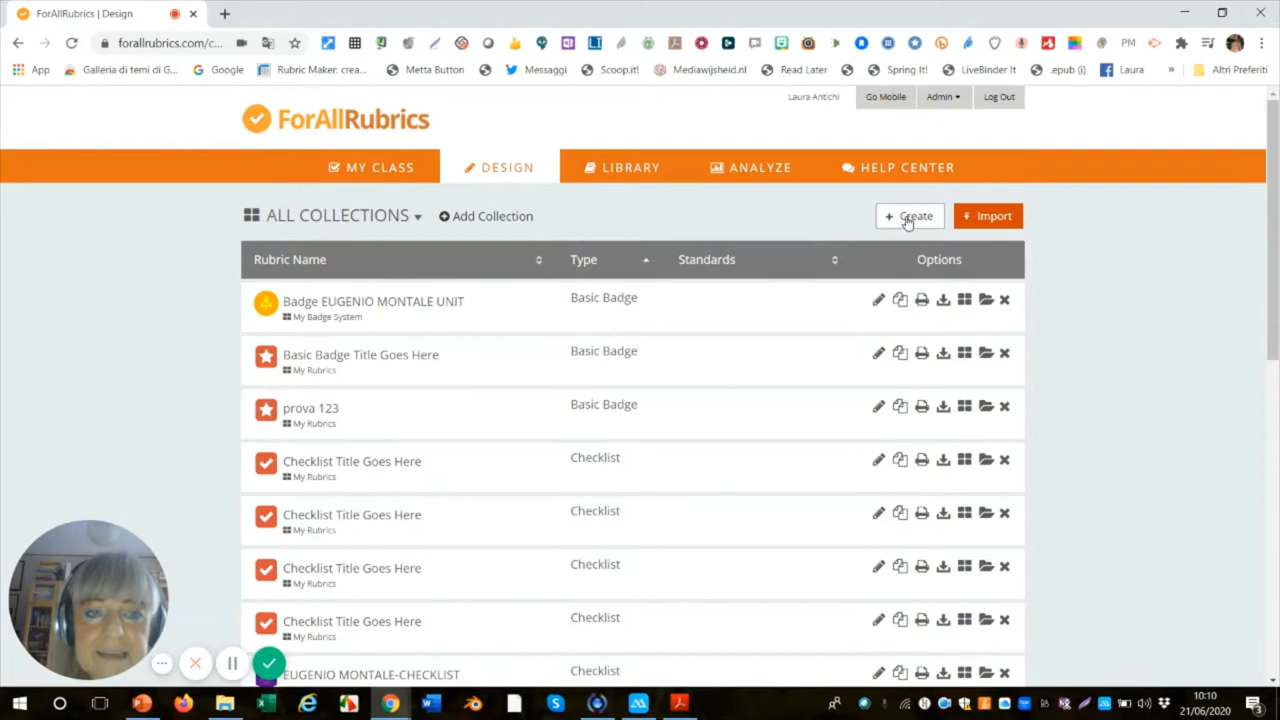 ForAllRubrics | Design
forallrubrics.com/c...
PM
App
Galleria di temi di G...
Google
Rubric Maker: crea...
Metta Button
Messaggi
Scoop.it!
Mediawijsheid.nl
Read Later
Spring It!
LiveBinder It
.epub (i)
Laura
»
Altri Preferiti
Laura Antichi
Go Mobile
Admin
Log Out
ForAllRubrics
MY CLASS
DESIGN
LIBRARY
ANALYZE
HELP CENTER
ALL COLLECTIONS
Add Collection
+ Create
Import
Rubric Name
Type
Standards
Options
Badge EUGENIO MONTALE UNIT
Basic Badge
My Badge System
Basic Badge Title Goes Here
Basic Badge
My Rubrics
prova 123
Basic Badge
My Rubrics
Checklist Title Goes Here
Checklist
My Rubrics
Checklist Title Goes Here
Checklist
My Rubrics
Checklist Title Goes Here
Checklist
My Rubrics
Checklist Title Goes Here
Checklist
My Rubrics
EUGENIO MONTALE-CHECKLIST
Checklist
10:10
21/06/2020
3